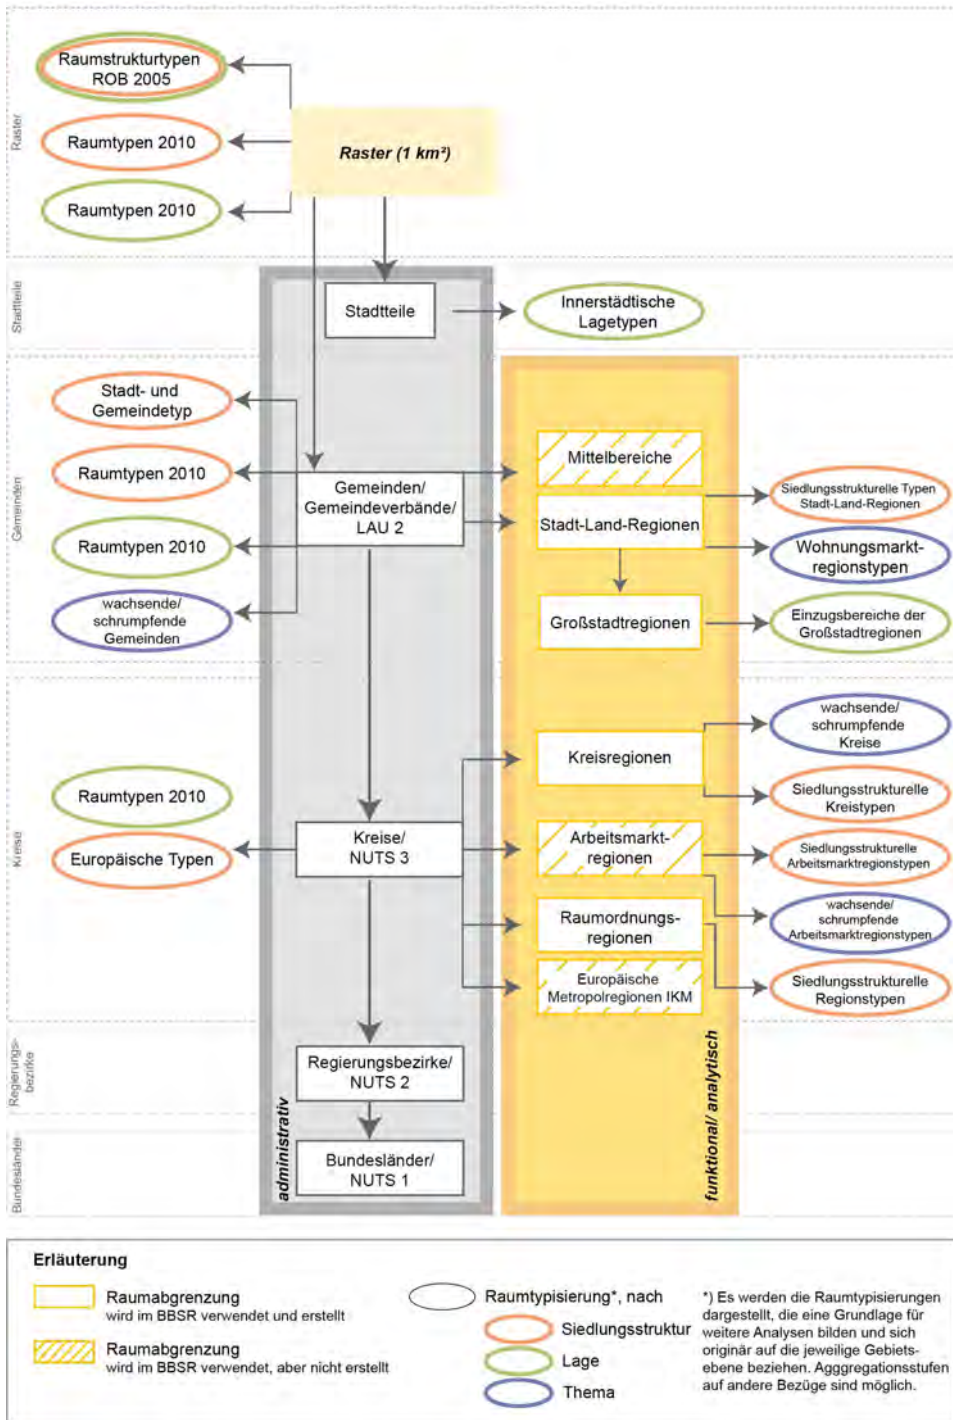 Raster
Raumstrukturtypen
ROB 2005
Raumtypen 2010
Raumtypen 2010
Raster (1 km²)
Stadtteile
Stadtteile
Innerstädtische
Lagetypen
Gemeinden
Stadt- und
Gemeindetyp
Raumtypen 2010
Raumtypen 2010
wachsende/
schrumpfende
Gemeinden
Gemeinden/
Gemeindeverbände/
LAU 2
Mittelbereiche
Stadt-Land-Regionen
Großstadtregionen
Siedlungsstrukturelle Typen
Stadt-Land-Regionen
Wohnungsmarkt-
regionstypen
Einzugsbereiche der
Großstadtregionen
Kreise
Raumtypen 2010
Europäische Typen
Kreise/
NUTS 3
Kreisregionen
Arbeitsmarkt-
regionen
Raumordnungs-
regionen
Europäische
Metropolregionen IKM
wachsende/
schrumpfende
Kreise
Siedlungsstrukturelle
Kreistypen
Siedlungsstrukturelle
Arbeitsmarktregionstypen
wachsende/
schrumpfende
Arbeitsmarktregionstypen
Siedlungsstrukturelle
Regionstypen
Regierungs-
bezirke
Regierungsbezirke/
NUTS 2
Bundesländer
Bundesländer/
NUTS 1
administrativ
funktional/ analytisch
Erläuterung
Raumabgrenzung
wird im BBSR verwendet und erstellt
Raumabgrenzung
wird im BBSR verwendet, aber nicht erstellt
Raumtypisierung*, nach
Siedlungsstruktur
Lage
Thema
*) Es werden die Raumtypisierungen
dargestellt, die eine Grundlage für
weitere Analysen bilden und sich
originär auf die jeweilige Gebiets-
ebene beziehen. Agggregationsstufen
auf andere Bezüge sind möglich.